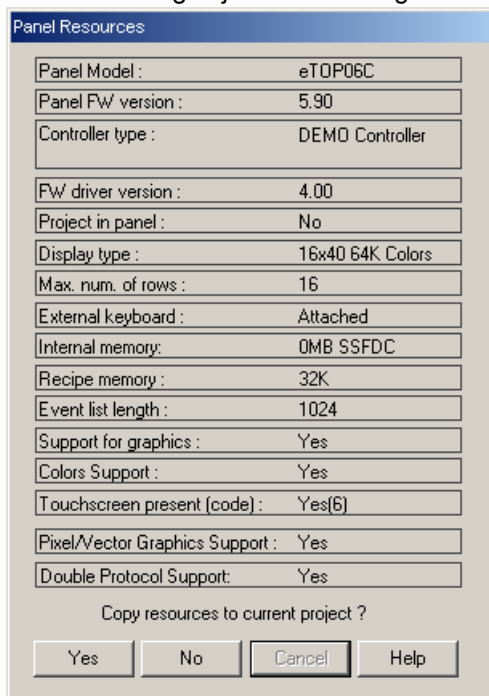 Panel Resources
Panel Model : eTOP06C
Panel FW version : 5.90
Controller type : DEMO Controller
FW driver version : 4.00
Project in panel : No
Display type : 16x40 64K Colors
Max. num. of rows : 16
External keyboard : Attached
Internal memory: 0MB SSFDC
Recipe memory : 32K
Event list length : 1024
Support for graphics : Yes
Colors Support : Yes
Touchscreen present (code) : Yes(6)
Pixel/Vector Graphics Support : Yes
Double Protocol Support: Yes
Copy resources to current project ?
Yes No Cancel Help